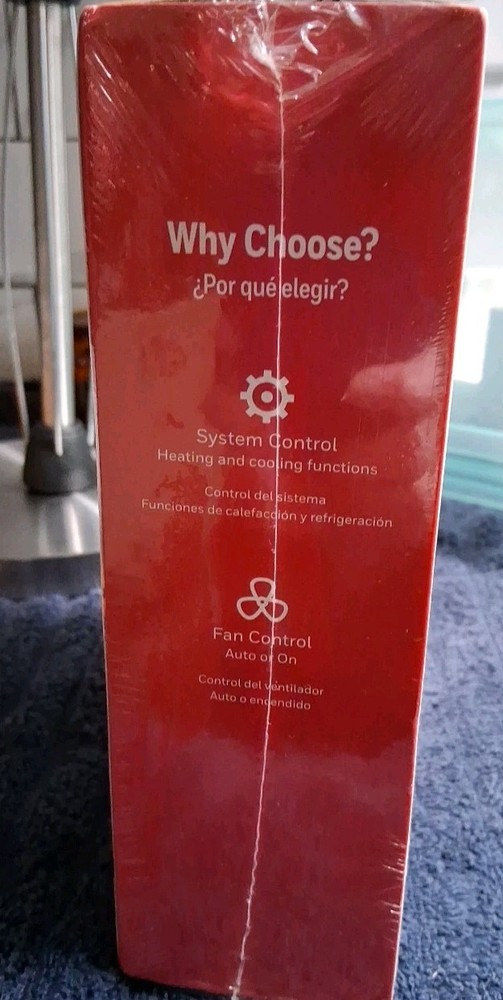 Why Choose?
¿Por qué elegir?
System Control
Heating and cooling functions
Control del sistema
Funciones de calefacción y refrigeración
Fan Control
Auto or On
Control del ventilador
Auto o encendido